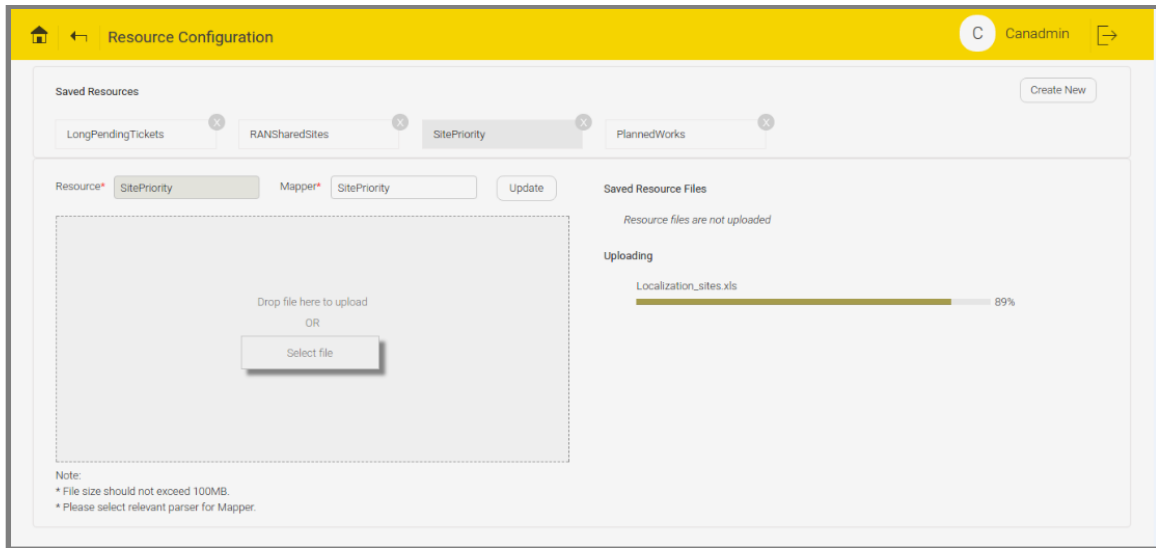 Resource Configuration
C Canadmin
Saved Resources
Create New
LongPendingTickets X RANSharedSites X SitePriority X PlannedWorks X
Resource* SitePriority Mapper* SitePriority Update
Saved Resource Files
Resource files are not uploaded
Uploading
Localization_sites.xls
89%
Drop file here to upload
OR
Select file
Note:
* File size should not exceed 100MB.
* Please select relevant parser for Mapper.